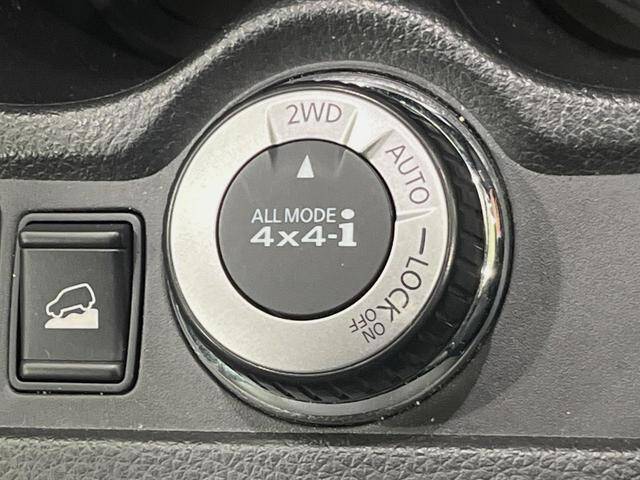 2WD
AUTO
LOCK
ON
OFF
ALL MODE
4x4-i